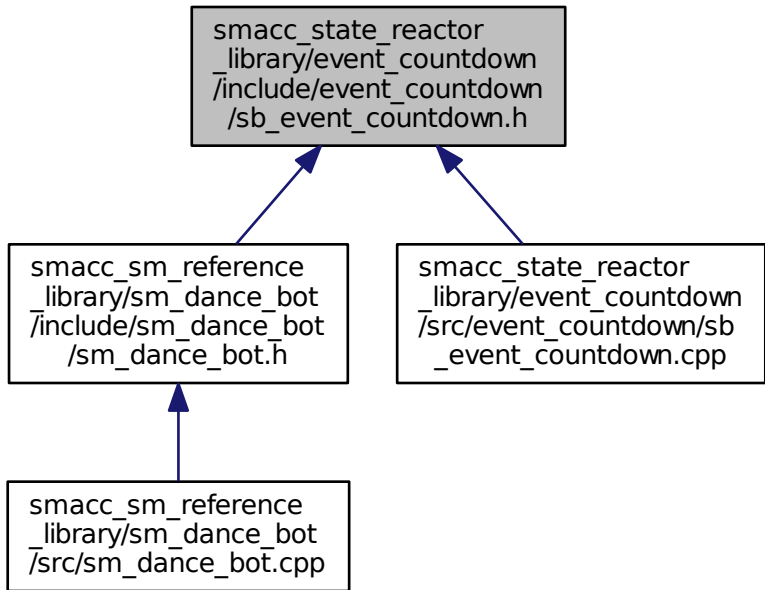 smacc_state_reactor
_library/event_countdown
/include/event_countdown
/sb_event_countdown.h
smacc_sm_reference
_library/sm_dance_bot
/include/sm_dance_bot
/sm_dance_bot.h
smacc_state_reactor
_library/event_countdown
/src/event_countdown/sb
_event_countdown.cpp
smacc_sm_reference
_library/sm_dance_bot
/src/sm_dance_bot.cpp